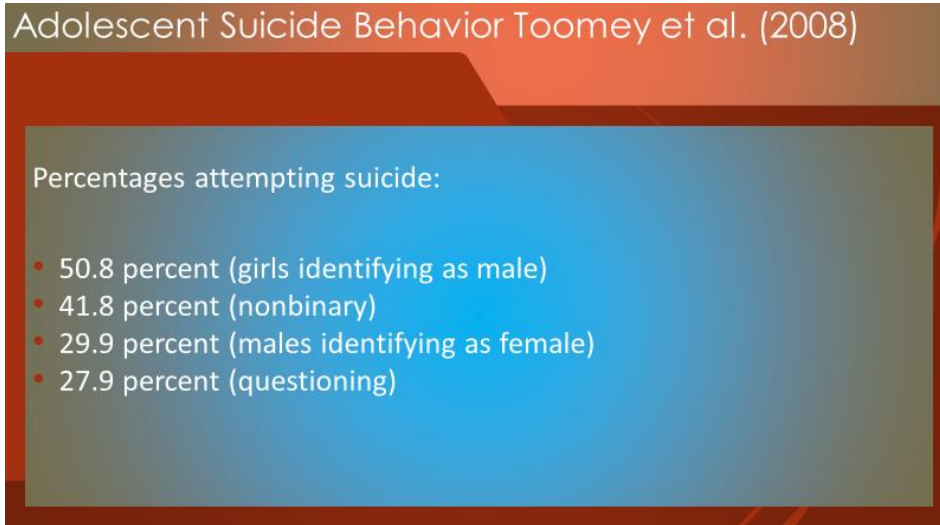 Adolescent Suicide Behavior Toomey et al. (2008)
Percentages attempting suicide:
• 50.8 percent (girls identifying as male)
• 41.8 percent (nonbinary)
• 29.9 percent (males identifying as female)
• 27.9 percent (questioning)